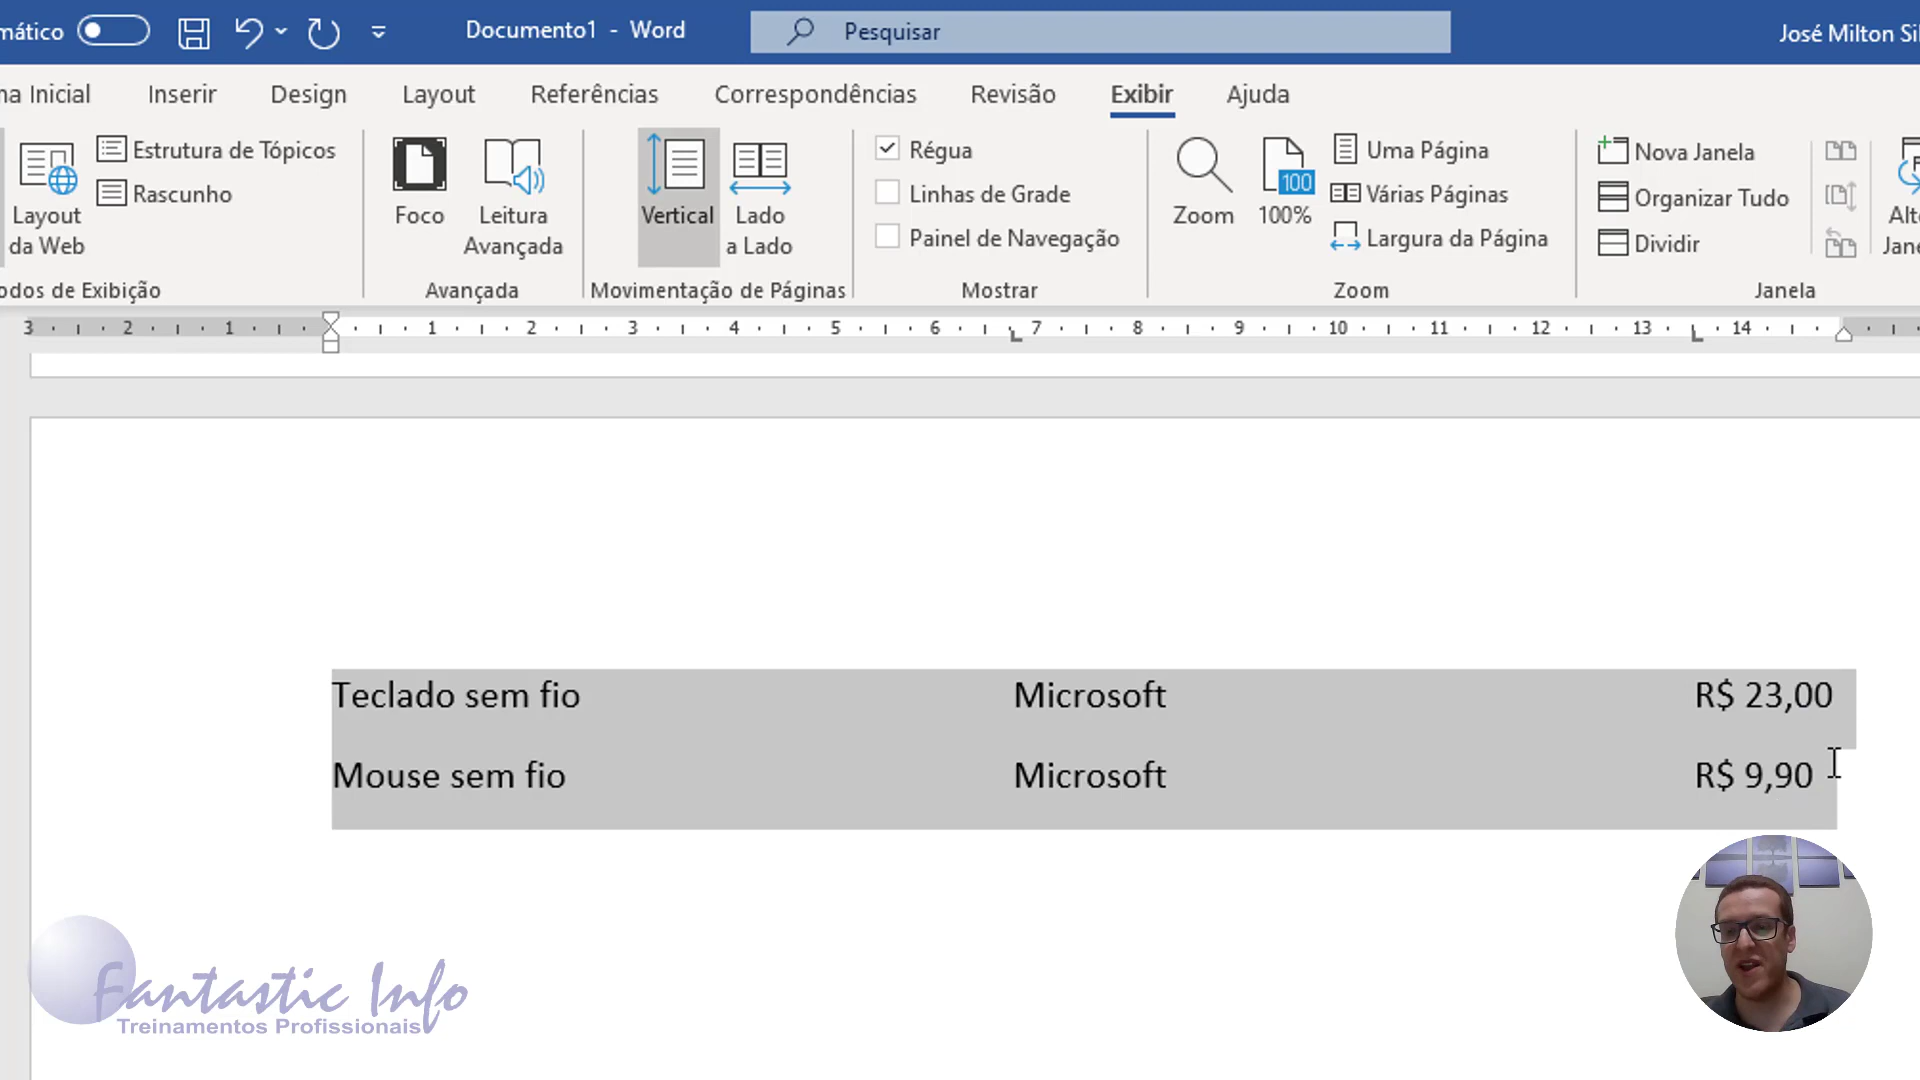 mático
Documento1 - Word
Pesquisar
José Milton Sil
na Inicial
Inserir
Design
Layout
Referências
Correspondências
Revisão
Exibir
Ajuda
Layout
da Web
Estrutura de Tópicos
Rascunho
odos de Exibição
Foco
Leitura
Avançada
Avançada
Vertical
Lado
a Lado
Movimentação de Páginas
Régua
Linhas de Grade
Painel de Navegação
Mostrar
Zoom
100
100%
Uma Página
Várias Páginas
Largura da Página
Zoom
Nova Janela
Organizar Tudo
Dividir
Alte
Jane
Janela
3 2 1 1 2 3 4 5 6 7 8 9 10 11 12 13 14
Teclado sem fio Microsoft R$ 23,00
Mouse sem fio Microsoft R$ 9,90
Fantastic Info
Treinamentos Profissionais